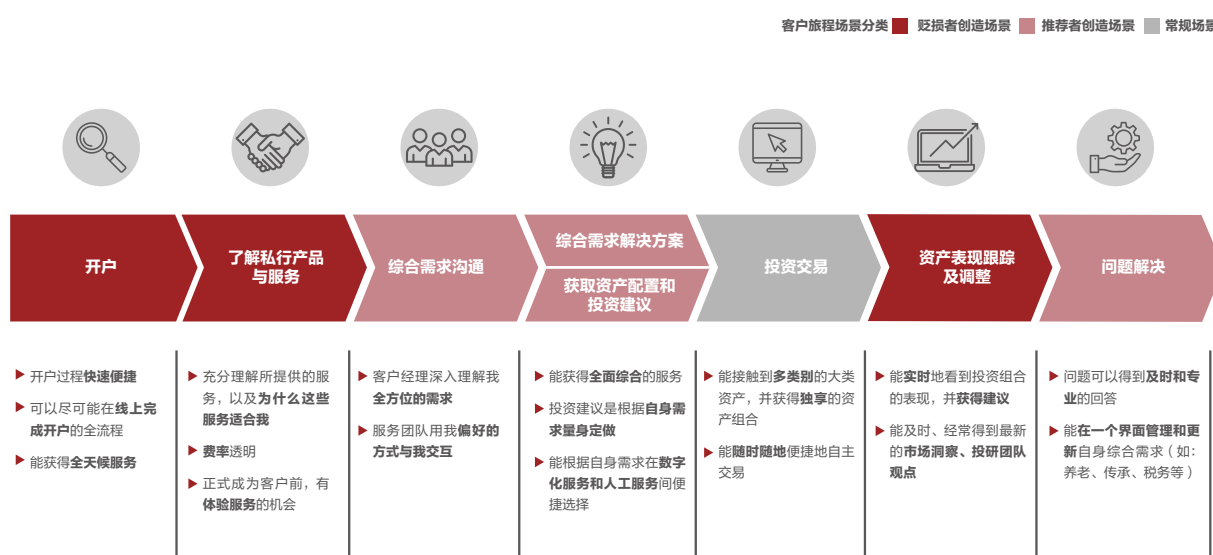 客户旅程场景分类 贬损者创造场景 推荐者创造场景 常规场景
开户
了解私行产品
与服务
综合需求沟通
综合需求解决方案
获取资产配置和
投资建议
投资交易
资产表现跟踪
及调整
问题解决
开户过程快速便捷
可以尽可能在线上完
成开户的全流程
能获得全天候服务
充分理解所提供的服
务，以及为什么这些
服务适合我
费率透明
正式成为客户前，有
体验服务的机会
客户经理深入理解我
全方位的需求
服务团队用我偏好的
方式与我交互
能获得全面综合的服务
投资建议是根据自身需
求量身定做
能根据自身需求在数字
化服务和人工服务间便
捷选择
能接触到多类别的大类
资产，并获得独享的资
产组合
能随时随地便捷地自主
交易
能实时地看到投资组合
的表现，并获得建议
能及时、经常得到最新
的市场洞察、投研团队
观点
问题可以得到及时和专
业的回答
能在一个界面管理和更
新自身综合需求（如：
养老、传承、税务等）